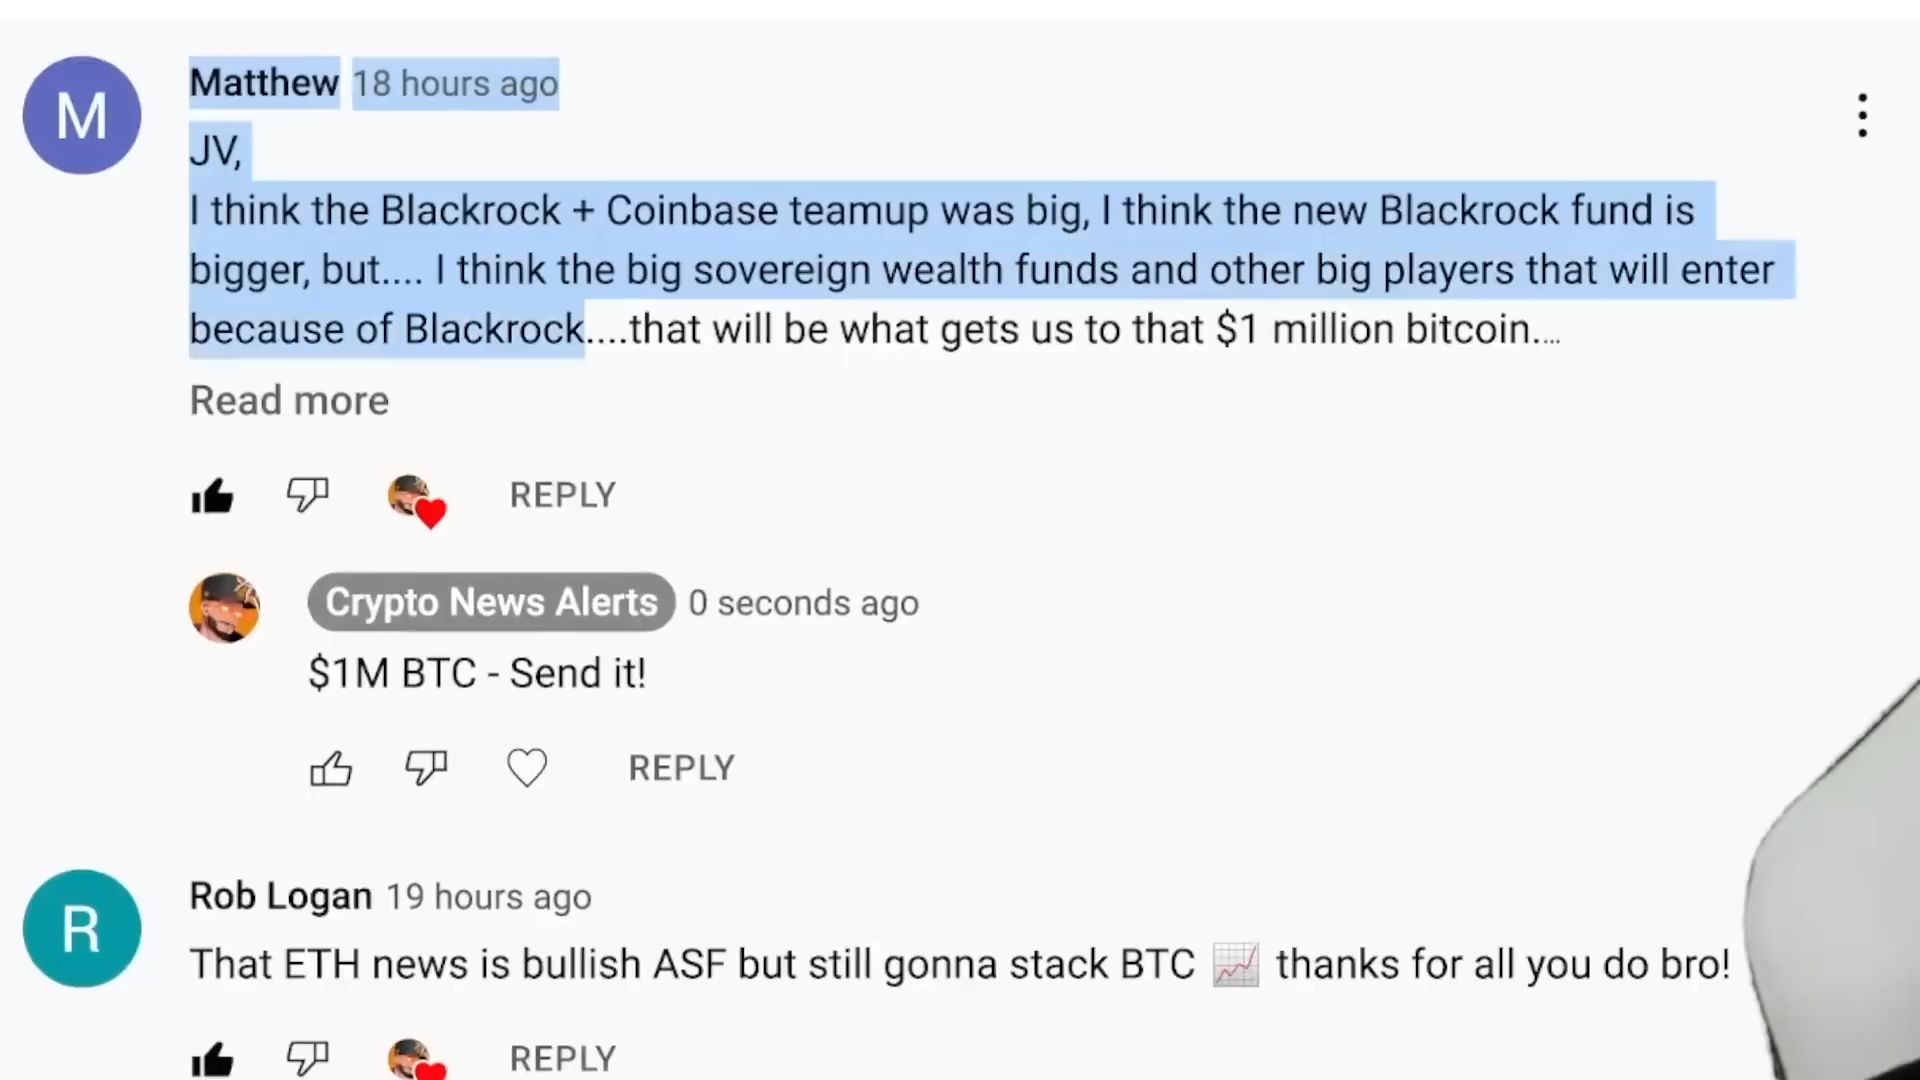 M
Matthew 18 hours ago
JV,
I think the Blackrock + Coinbase teamup was big, I think the new Blackrock fund is
bigger, but.... I think the big sovereign wealth funds and other big players that will enter
because of Blackrock....that will be what gets us to that $1 million bitcoin....
Read more
REPLY
Crypto News Alerts 0 seconds ago
$1M BTC - Send it!
REPLY
R
Rob Logan 19 hours ago
That ETH news is bullish ASF but still gonna stack BTC 📈 thanks for all you do bro!
REPLY